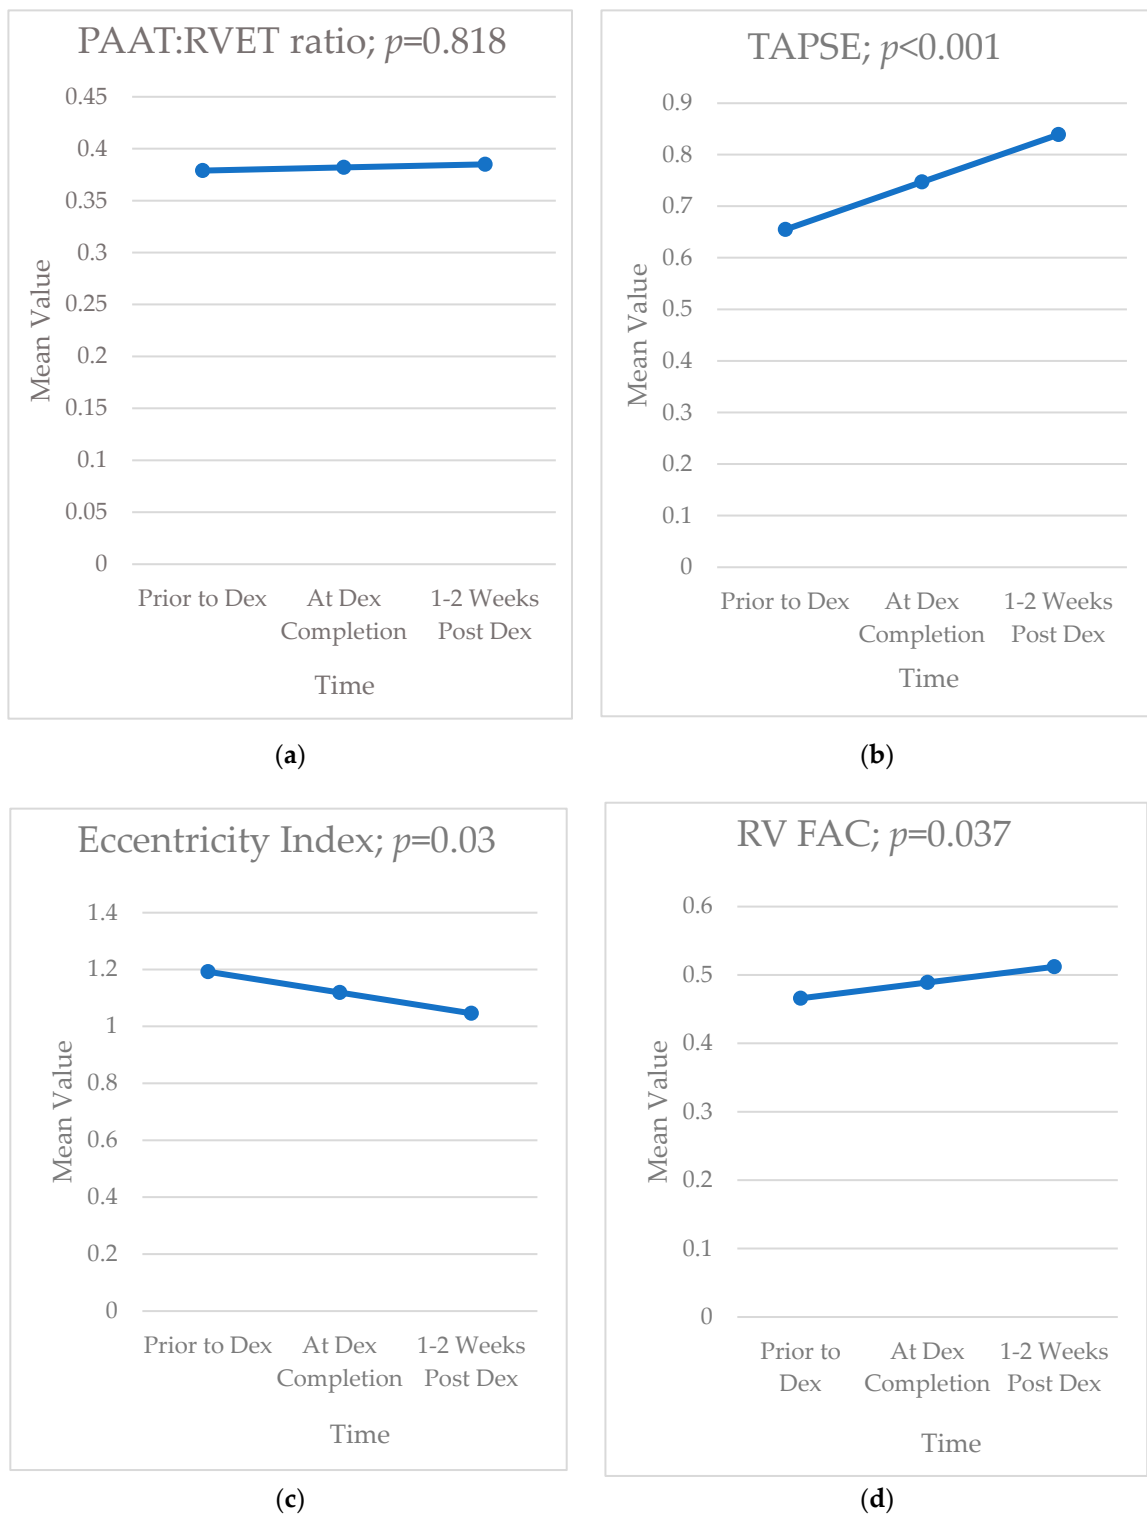 PAAT:RVET ratio; p=0.818
0.45
0.4
0.35
0.3
0.25
0.2
0.15
0.1
0.05
0
Mean Value
Prior to Dex
At Dex
Completion
1-2 Weeks
Post Dex
Time
(a)
TAPSE; p<0.001
0.9
0.8
0.7
0.6
0.5
0.4
0.3
0.2
0.1
0
Mean Value
Prior to Dex
At Dex
Completion
1-2 Weeks
Post Dex
Time
(b)
Eccentricity Index; p=0.03
1.4
1.2
1
0.8
0.6
0.4
0.2
0
Mean Value
Prior to Dex
At Dex
Completion
1-2 Weeks
Post Dex
Time
(c)
RV FAC; p=0.037
0.6
0.5
0.4
0.3
0.2
0.1
0
Mean Value
Prior to
Dex
At Dex
Completion
1-2 Weeks
Post Dex
Time
(d)